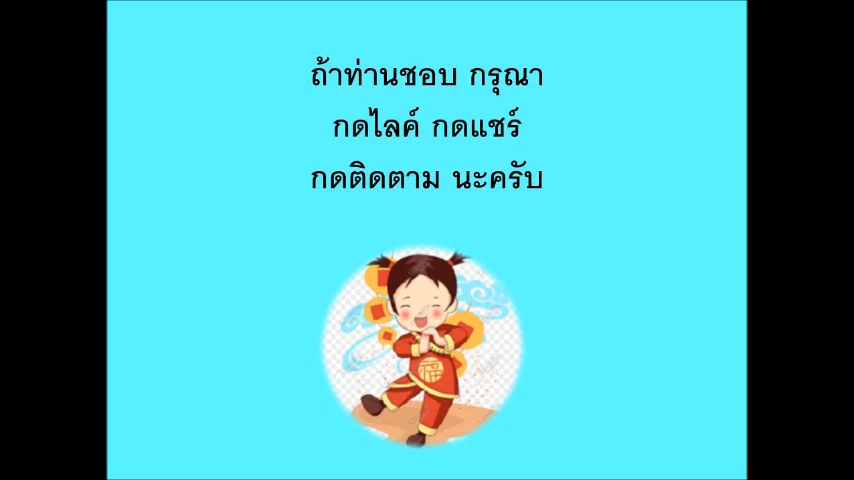 ถ้าท่านชอบ กรุณา
กดไลค์ กดแชร์
กดติดตาม นะครับ